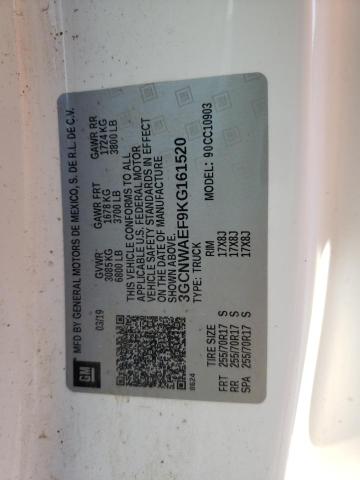 GM
MFD BY GENERAL MOTORS DE MEXICO, S. DE R.L. DE C.V.
03/19
GVWR GAWR FRT GAWR RR
3085 KG 1678 KG 1724 KG
6800 LB 3700 LB 3800 LB
THIS VEHICLE CONFORMS TO ALL
APPLICABLE U.S. FEDERAL MOTOR
VEHICLE SAFETY STANDARDS IN EFFECT
ON THE DATE OF MANUFACTURE
SHOWN ABOVE.
3GCNWAEF9KG161520
TYPE: TRUCK MODEL: 90CC10903
TIRE SIZE RIM
FRT 255/70R17 S 17X8J
RR 255/70R17 S 17X8J
SPA 255/70R17 S 17X8J